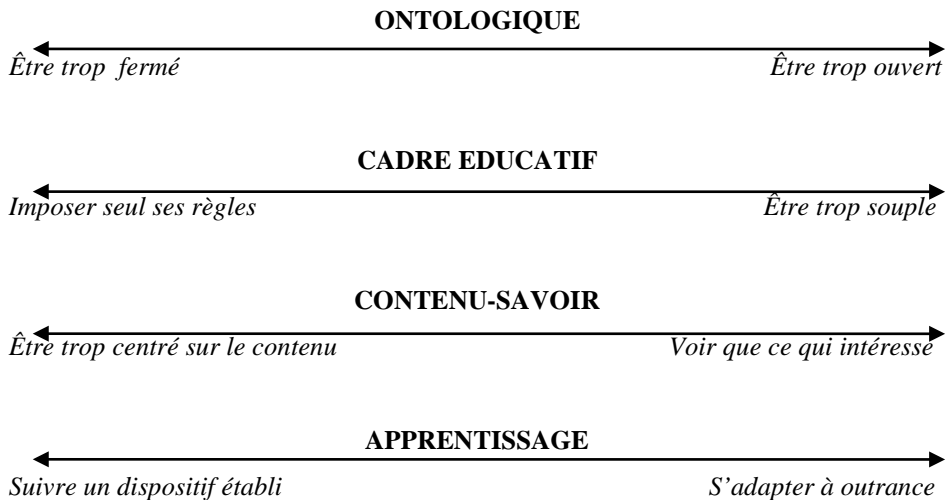 ONTOLOGIQUE
Être trop fermé Être trop ouvert
CADRE EDUCATIF
Imposer seul ses règles Être trop souple
CONTENU-SAVOIR
Être trop centré sur le contenu Voir que ce qui intéresse
APPRENTISSAGE
Suivre un dispositif établi S'adapter à outrance